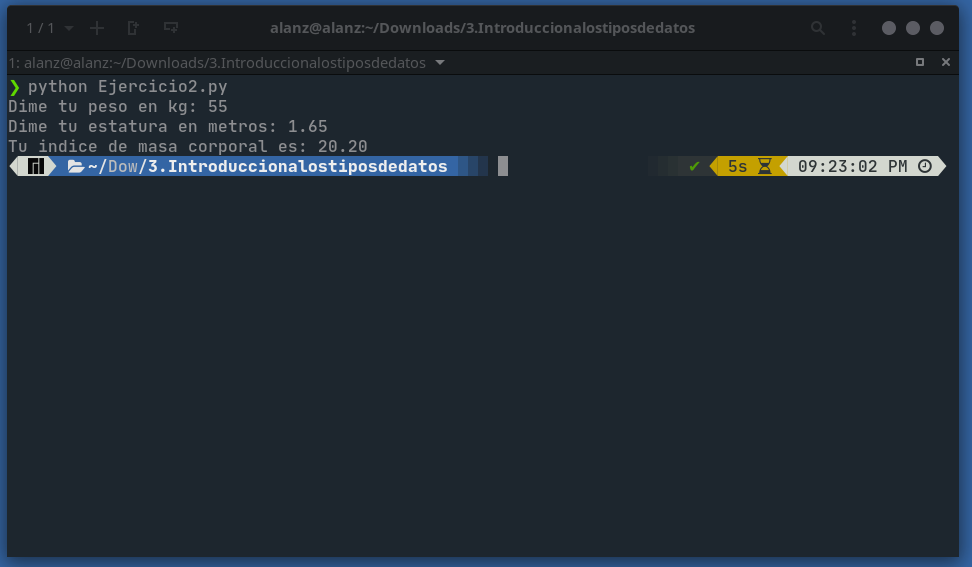 1 / 1
alanz@alanz:~/Downloads/3.Introduccionalostiposdedatos
1: alanz@alanz:~/Downloads/3.Introduccionalostiposdedatos
❯ python Ejercicio2.py
Dime tu peso en kg: 55
Dime tu estatura en metros: 1.65
Tu indice de masa corporal es: 20.20
~/Dow/3.Introduccionalostiposdedatos ✔ 5s 09:23:02 PM